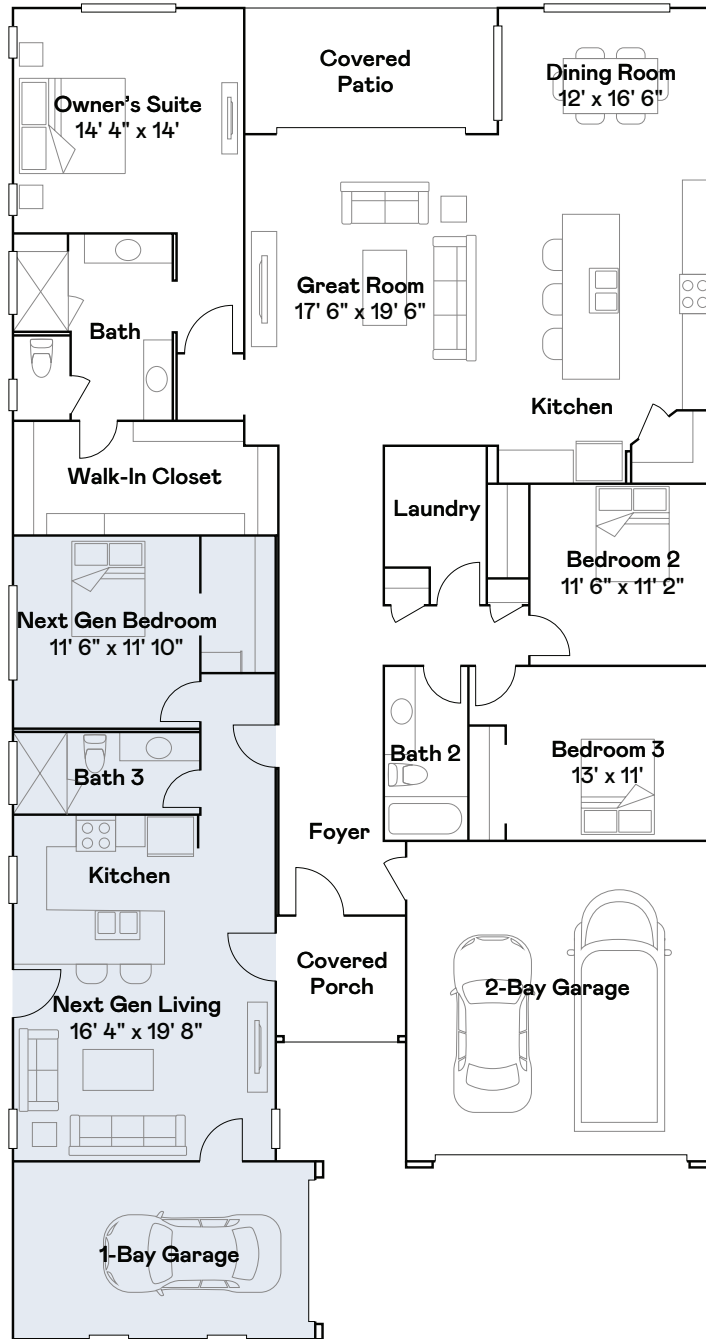 Covered
Patio
Dining Room
12' x 16' 6"
Owner's Suite
14' 4" x 14'
Great Room
17' 6" x 19' 6"
Bath
Kitchen
Walk-In Closet
Laundry
Bedroom 2
11' 6" x 11' 2"
Next Gen Bedroom
11' 6" x 11' 10"
Bath 2
Bedroom 3
13' x 11'
Bath 3
Foyer
Kitchen
Covered
Porch
2-Bay Garage
Next Gen Living
16' 4" x 19' 8"
1-Bay Garage